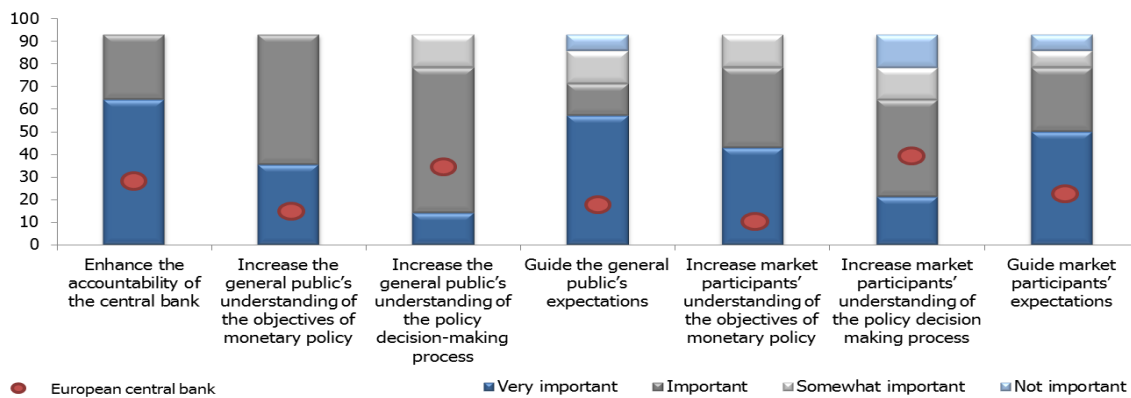 100
90
80
70
60
50
40
30
20
10
0
Enhance the
accountability of
the central bank
Increase the
general public's
understanding of
the objectives of
monetary policy
Increase the
general public's
understanding of
the policy
decision-making
process
Guide the general
public's
expectations
Increase market
participants'
understanding of
the objectives of
monetary policy
Increase market
participants'
understanding of
the policy decision
making process
Guide market
participants'
expectations
European central bank
Very important
Important
Somewhat important
Not important